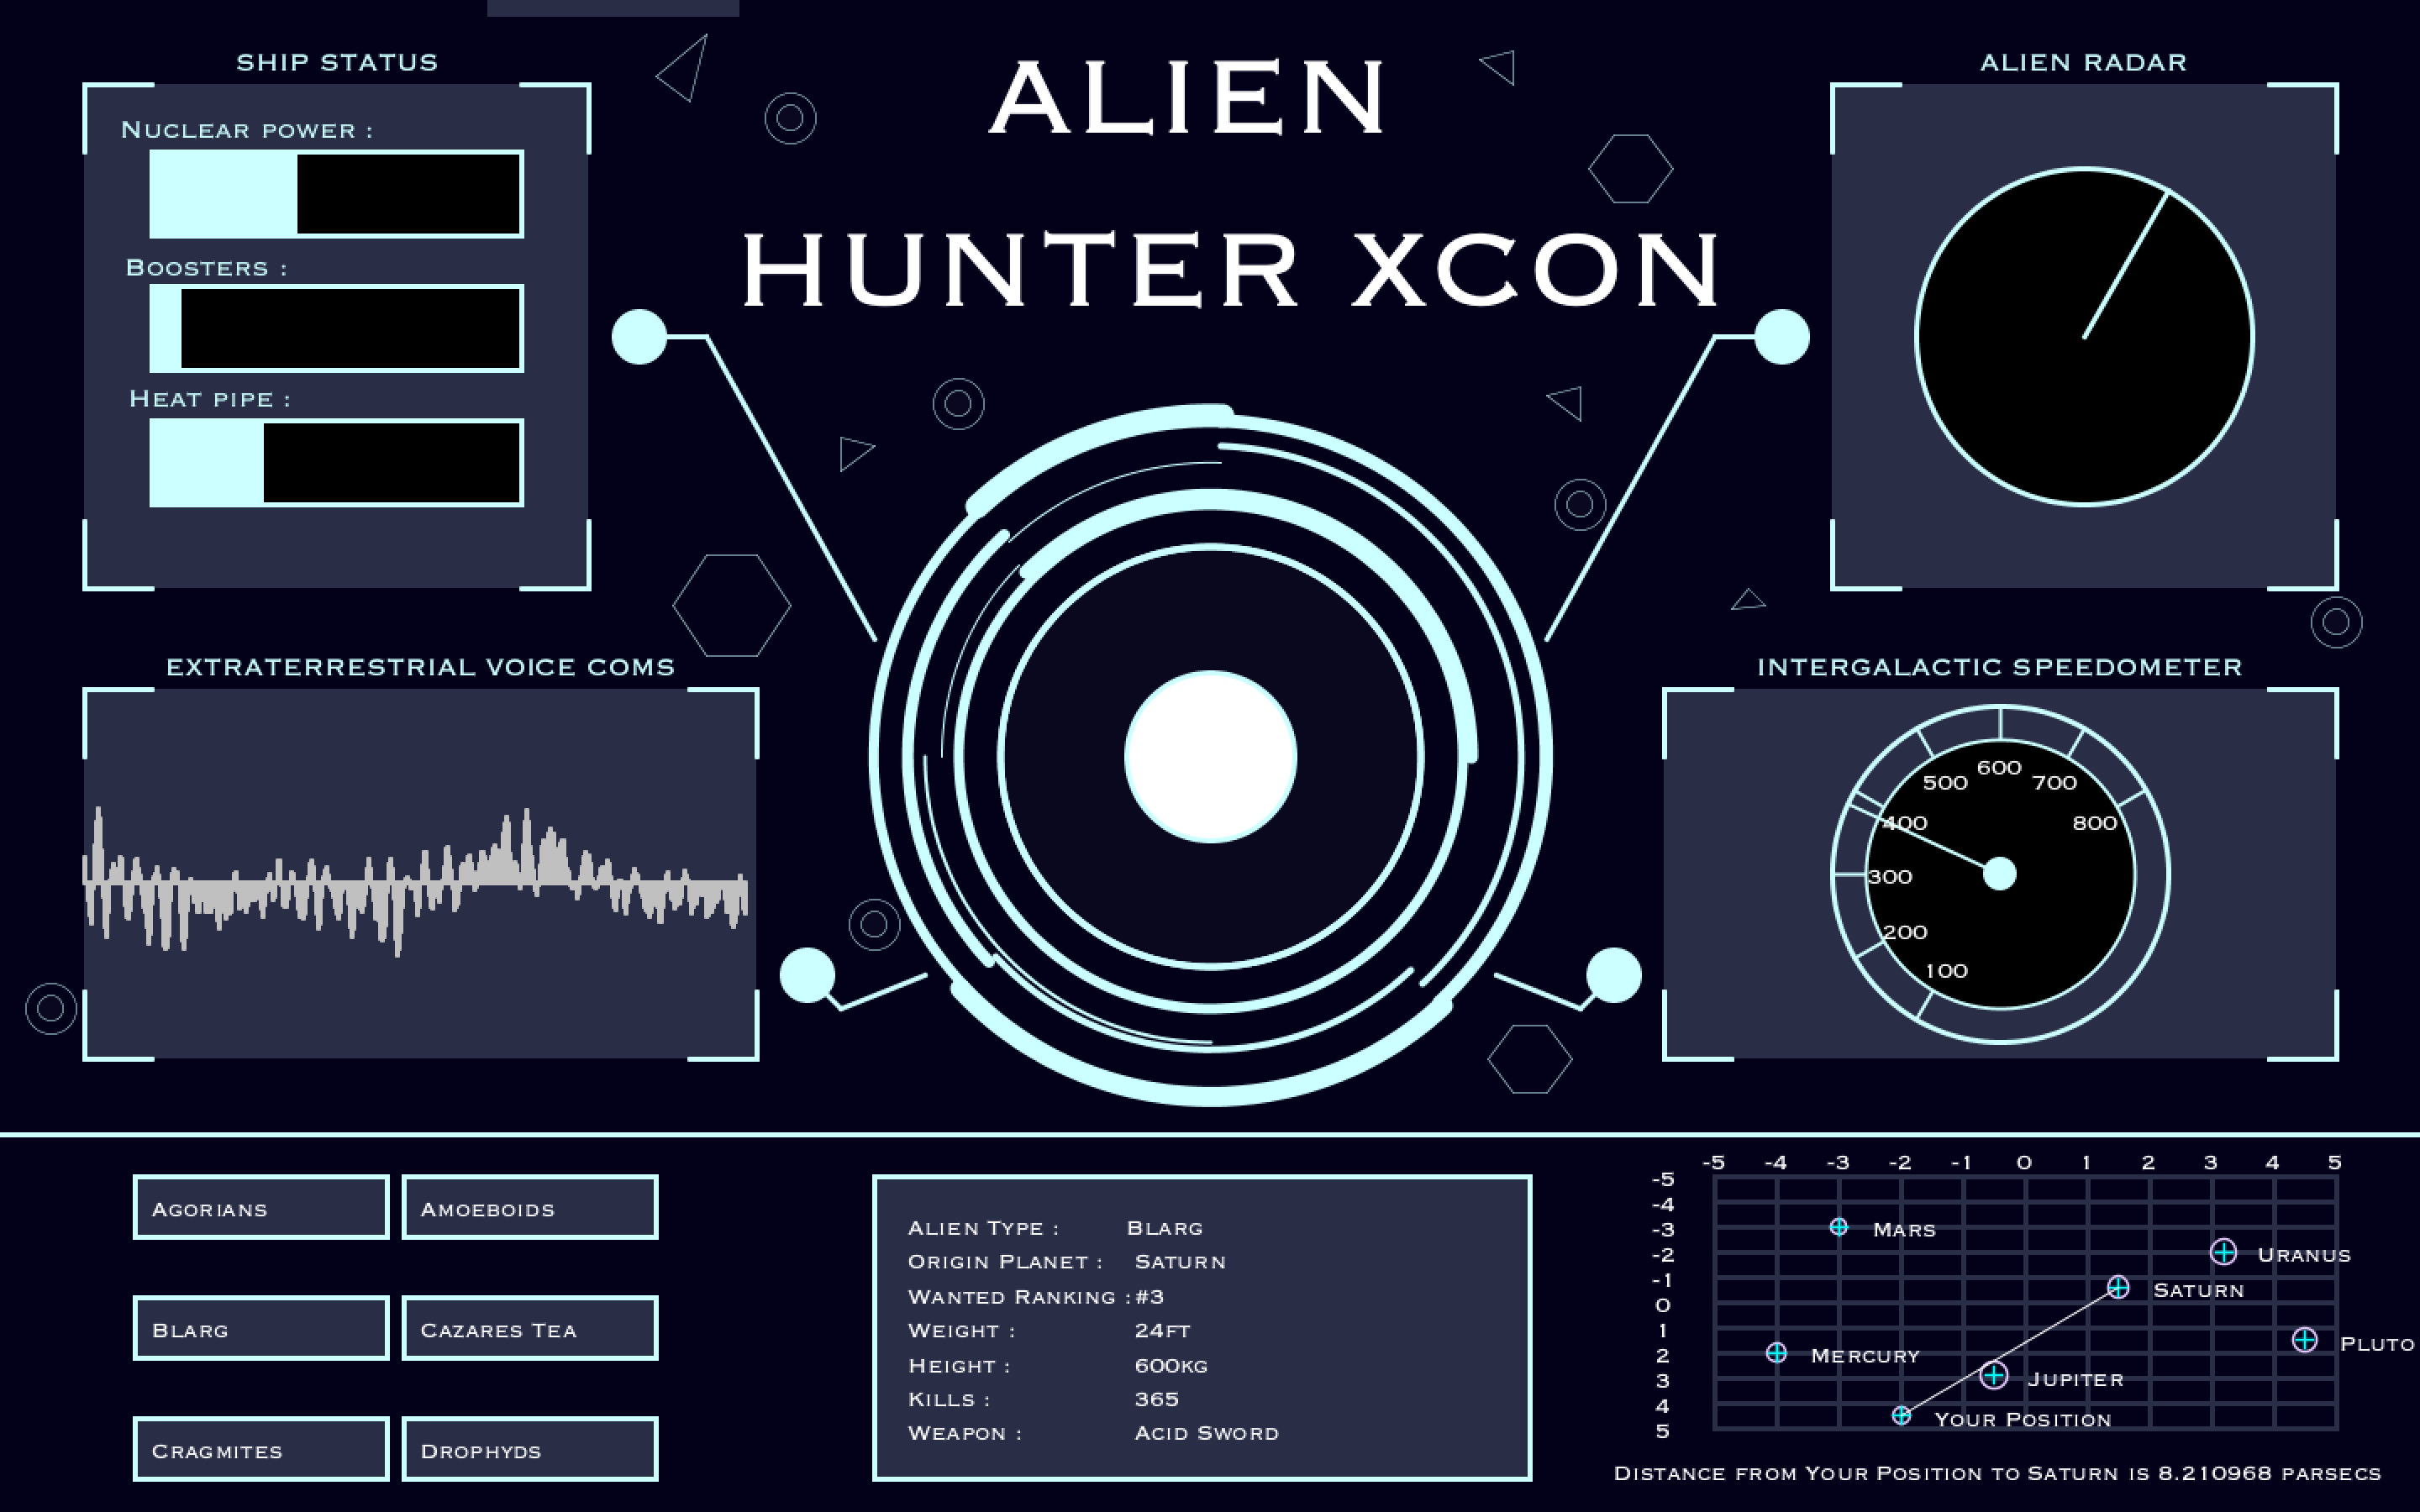 SHIP STATUS
ALIEN
HUNTER XCON
ALIEN RADAR
NUCLEAR POWER :
BOOSTERS :
HEAT PIPE :
EXTRATERRESTRIAL VOICE COMS
INTERGALACTIC SPEEDOMETER
600
500
700
400
800
300
200
100
AGORIANS
AMOEBOIDS
BLARG
CAZARES TEA
CRAGMITES
DROPHYDS
ALIEN TYPE : BLARG
ORIGIN PLANET : SATURN
WANTED RANKING : #3
WEIGHT : 24FT
HEIGHT : 600KG
KILLS : 365
WEAPON : ACID SWORD
-5 -4 -3 -2 -1 0 1 2 3 4 5
-5
-4
-3
-2
-1
0
1
2
3
4
5
MARS
URANUS
SATURN
PLUTO
MERCURY
JUPITER
YOUR POSITION
DISTANCE FROM YOUR POSITION TO SATURN IS 8.210968 PARSECS